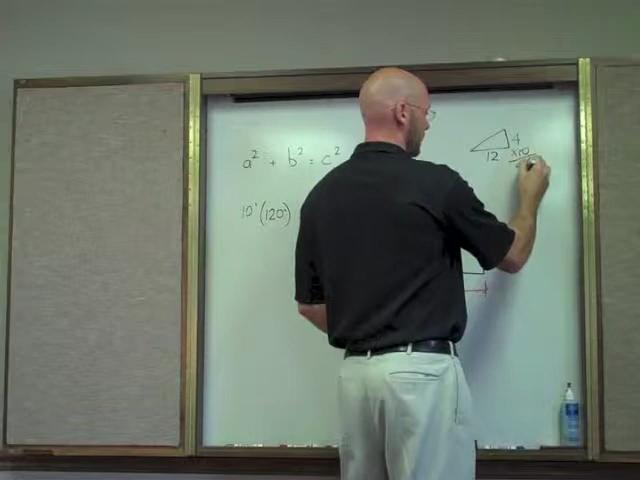 a² + b² = c²
10'(120")
4
12
x10